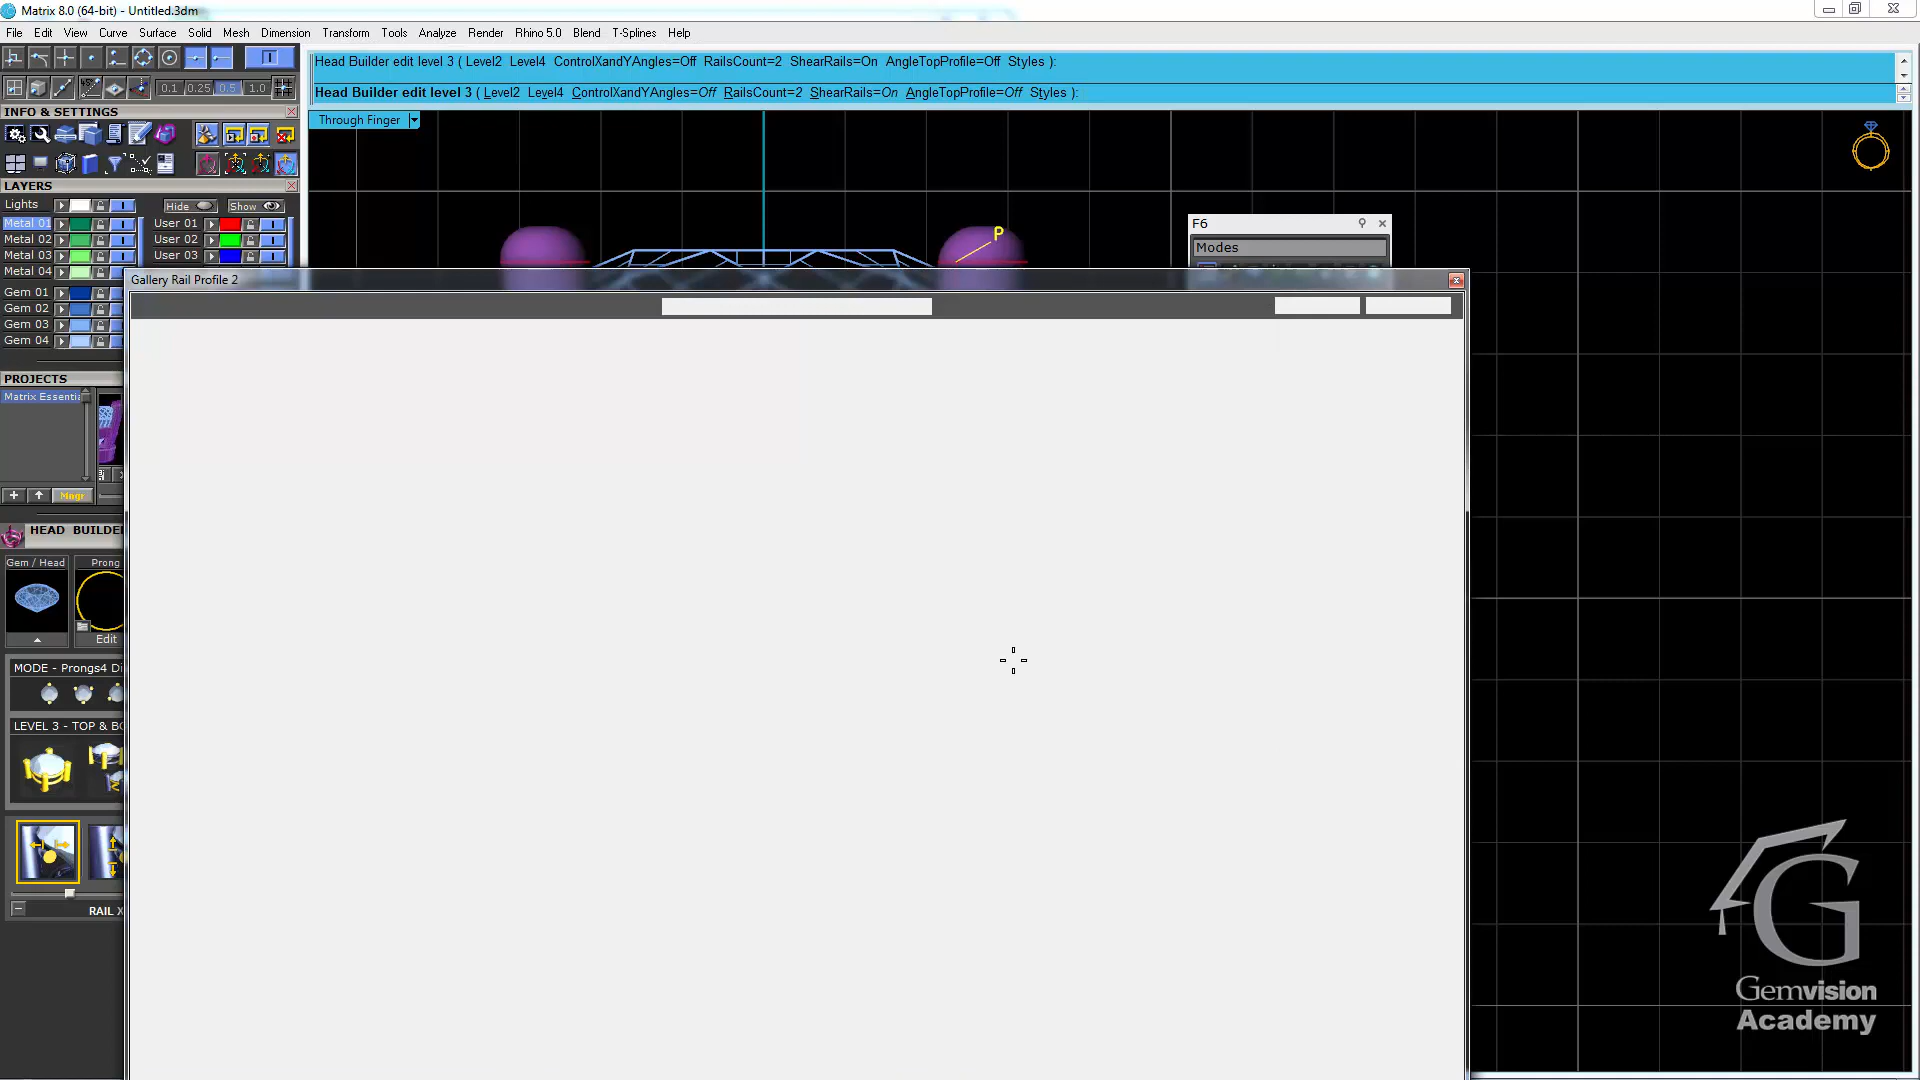 Matrix 8.0 (64-bit) - Untitled.3dm
File Edit View Curve Surface Solid Mesh Dimension Transform Tools Analyze Render Rhino 5.0 Blend T-Splines Help
Head Builder edit level 3 ( Level2 Level4 ControlXandYAngles=Off RailsCount=2 ShearRails=On AngleTopProfile=Off Styles ):
Head Builder edit level 3 ( Level2 Level4 ControlXandYAngles=Off RailsCount=2 ShearRails=On AngleTopProfile=Off Styles ):
0.1 0.25 0.5 1.0
INFO & SETTINGS
Through Finger
LAYERS
Lights Hide Show
Metal 01 User 01
Metal 02 User 02
Metal 03 User 03
Metal 04
Gem 01
Gem 02
Gem 03
Gem 04
P
F6
Modes
Gallery Rail Profile 2
PROJECTS
Matrix Essentia
Mngr
HEAD BUILDE
Gem / Head Prong
Edit
MODE - Prongs4 Di
LEVEL 3 - TOP & BO
RAIL X
G
Gemvision
Academy